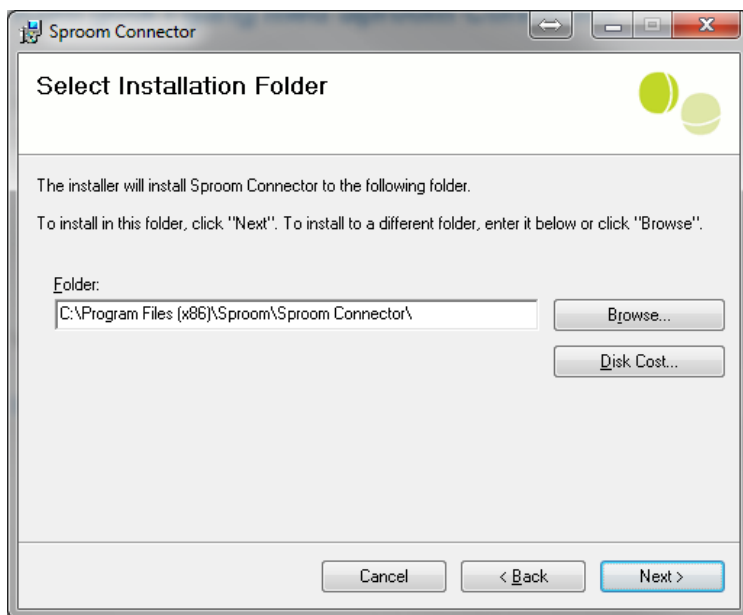 Sproom Connector
Select Installation Folder
The installer will install Sproom Connector to the following folder.
To install in this folder, click "Next". To install to a different folder, enter it below or click "Browse".
Folder:
C:\Program Files (x86)\Sproom\Sproom Connector\
Browse...
Disk Cost...
Cancel
< Back
Next >